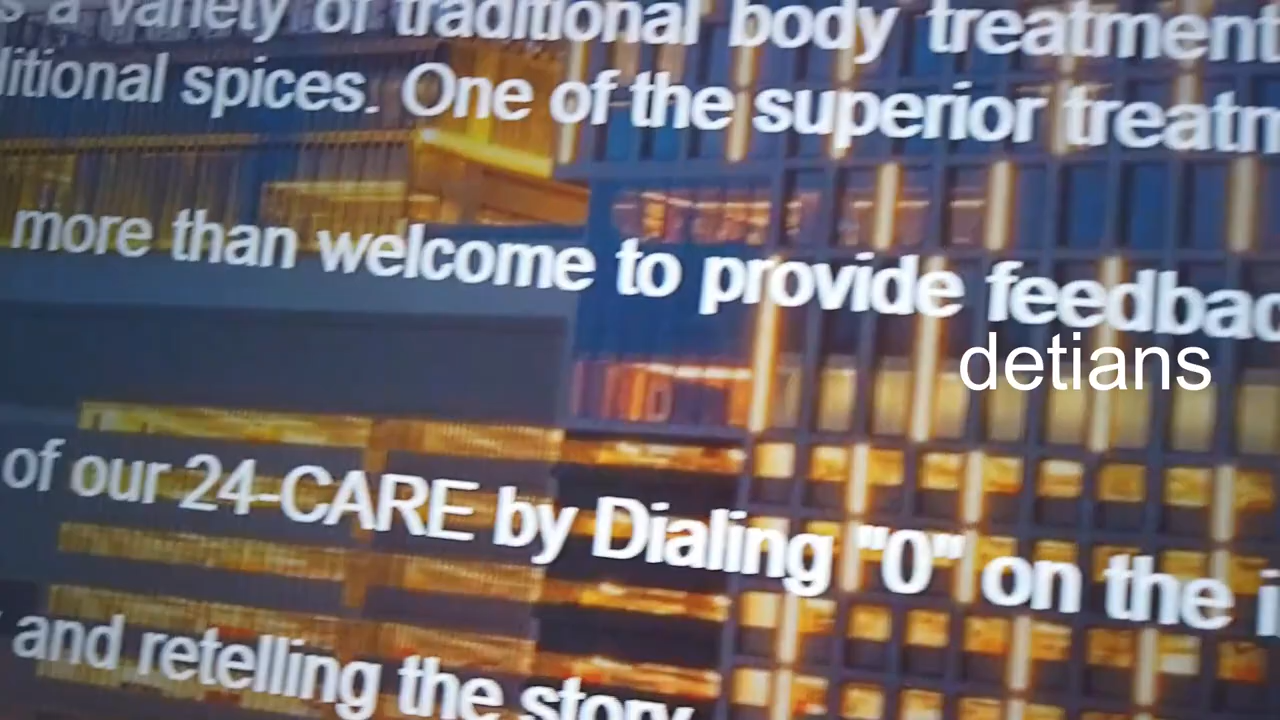 s a variety of traditional body treatment
litional spices. One of the superior treatm
more than welcome to provide feedbac
detians
of our 24-CARE by Dialing "0" on the i
and retelling the story